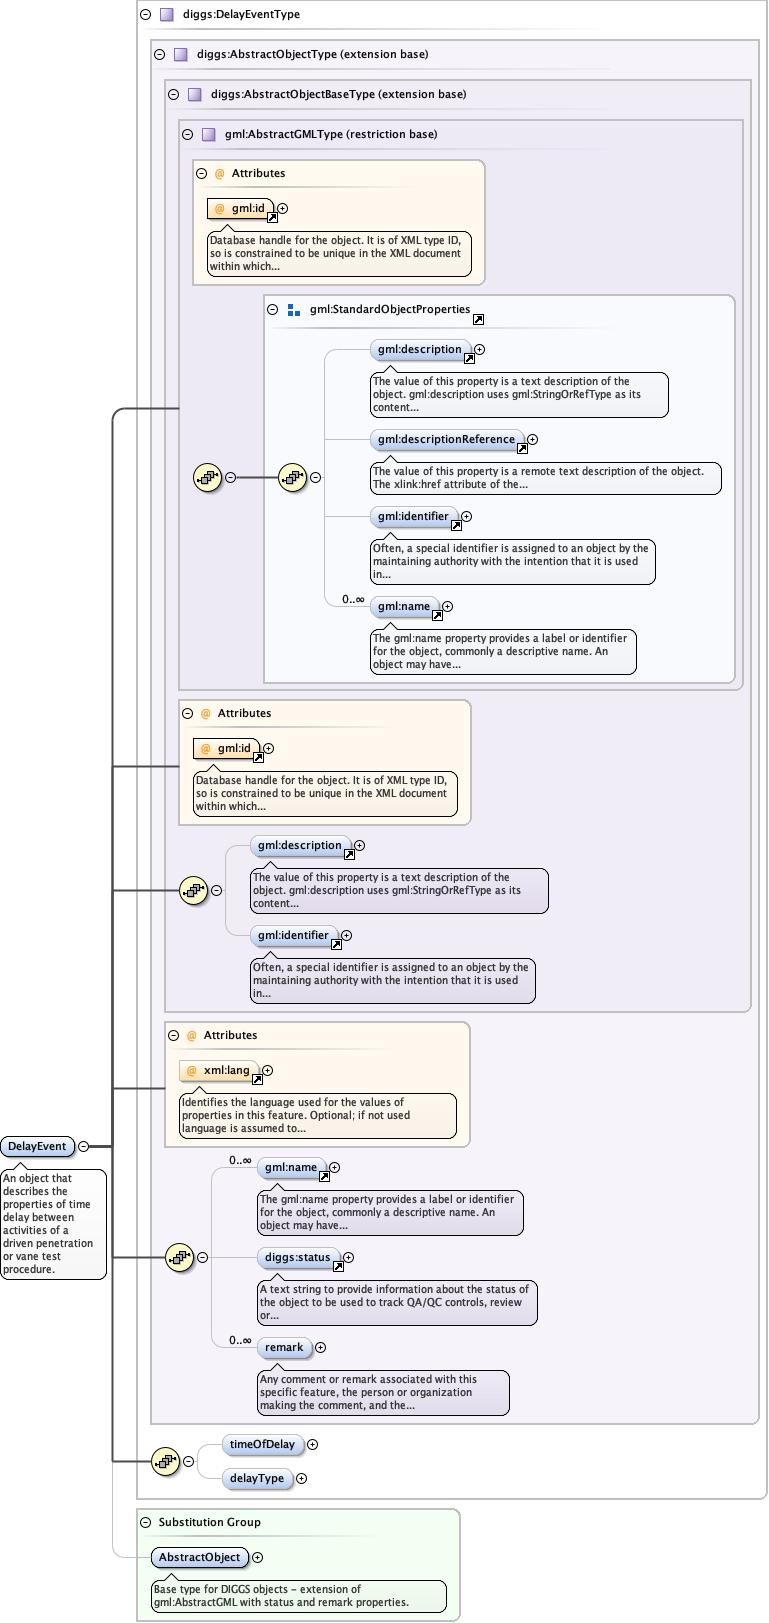 diggs:DelayEventType
diggs:AbstractObjectType (extension base)
diggs:AbstractObjectBaseType (extension base)
gml:AbstractGMLType (restriction base)
@ Attributes
@ gml:id
Database handle for the object. It is of XML type ID,
so is constrained to be unique in the XML document
within which...
gml:StandardObjectProperties
gml:description
The value of this property is a text description of the
object. gml:description uses gml:StringOrRefType as its
content...
gml:descriptionReference
The value of this property is a remote text description of the object.
The xlink:href attribute of the...
gml:identifier
Often, a special identifier is assigned to an object by the
maintaining authority with the intention that it is used
in...
0..∞
gml:name
The gml:name property provides a label or identifier
for the object, commonly a descriptive name. An
object may have...
@ Attributes
@ gml:id
Database handle for the object. It is of XML type ID,
so is constrained to be unique in the XML document
within which...
gml:description
The value of this property is a text description of the
object. gml:description uses gml:StringOrRefType as its
content...
gml:identifier
Often, a special identifier is assigned to an object by the
maintaining authority with the intention that it is used
in...
@ Attributes
@ xml:lang
Identifies the language used for the values of
properties in this feature. Optional; if not used
language is assumed to...
DelayEvent
An object that
describes the
properties of time
delay between
activities of a
driven penetration
or vane test
procedure.
0..∞
gml:name
The gml:name property provides a label or identifier
for the object, commonly a descriptive name. An
object may have...
diggs:status
A text string to provide information about the status of
the object to be used to track QA/QC controls, review
or...
0..∞
remark
Any comment or remark associated with this
specific feature, the person or organization
making the comment, and the...
timeOfDelay
delayType
Substitution Group
AbstractObject
Base type for DIGGS objects - extension of
gml:AbstractGML with status and remark properties.